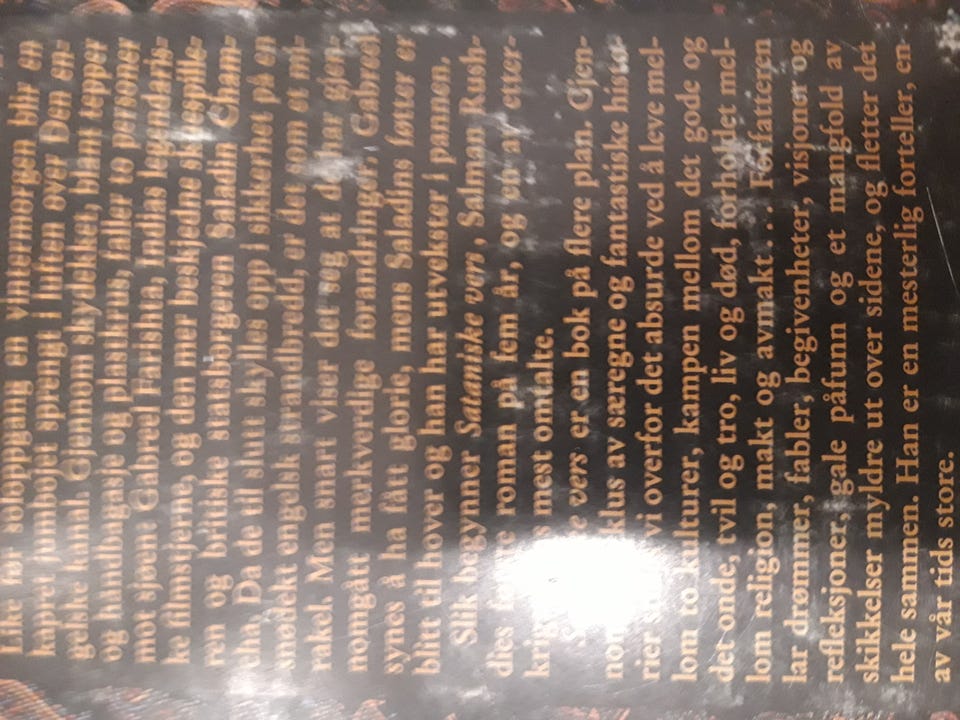 Like før soloppgang en vintermorgen blir en
kapret jumbojet sprengt i luften over Den en-
gelske kanal. Gjennom skydekket, blant tepper
og håndbagasje og plastkrus, faller to personer
mot sjøen: Gabreel Farishta, Indias legendaris-
ke filmstjerne, og den mer beskjedne skuespille-
ren og britiske statsborgeren Saladin Cham-
cha. Da de til slutt skylles opp i sikkerhet på en
snødekt engelsk strandbredd, er det som et mi-
rakel. Men snart viser det seg at de har gjen-
nomgått merkverdige forandringer. Gabreel
synes å ha fått glorie, mens Saladins føtter er
blitt til hover og han har utvekster i pannen.
Slik begynner Sataniske vers, Salman Rush-
dies roman på fem år, og en av etter-
mest omtalte.
vers er en bok på flere plan. Gjen-
av særegne og fantastiske histo-
rier vi overfor det absurde ved å leve mel-
lom to kulturer, kampen mellom det gode og
det onde, tvil og tro, liv og død, forholdet mel-
lom religion, makt og avmakt . . . Forfatteren
lar drømmer, fabler, begivenheter, visjoner og
refleksjoner, gale påfunn og et mangfold av
skikkelser myldre ut over sidene, og fletter det
hele sammen. Han er en mesterlig forteller, en
av vår tids store.